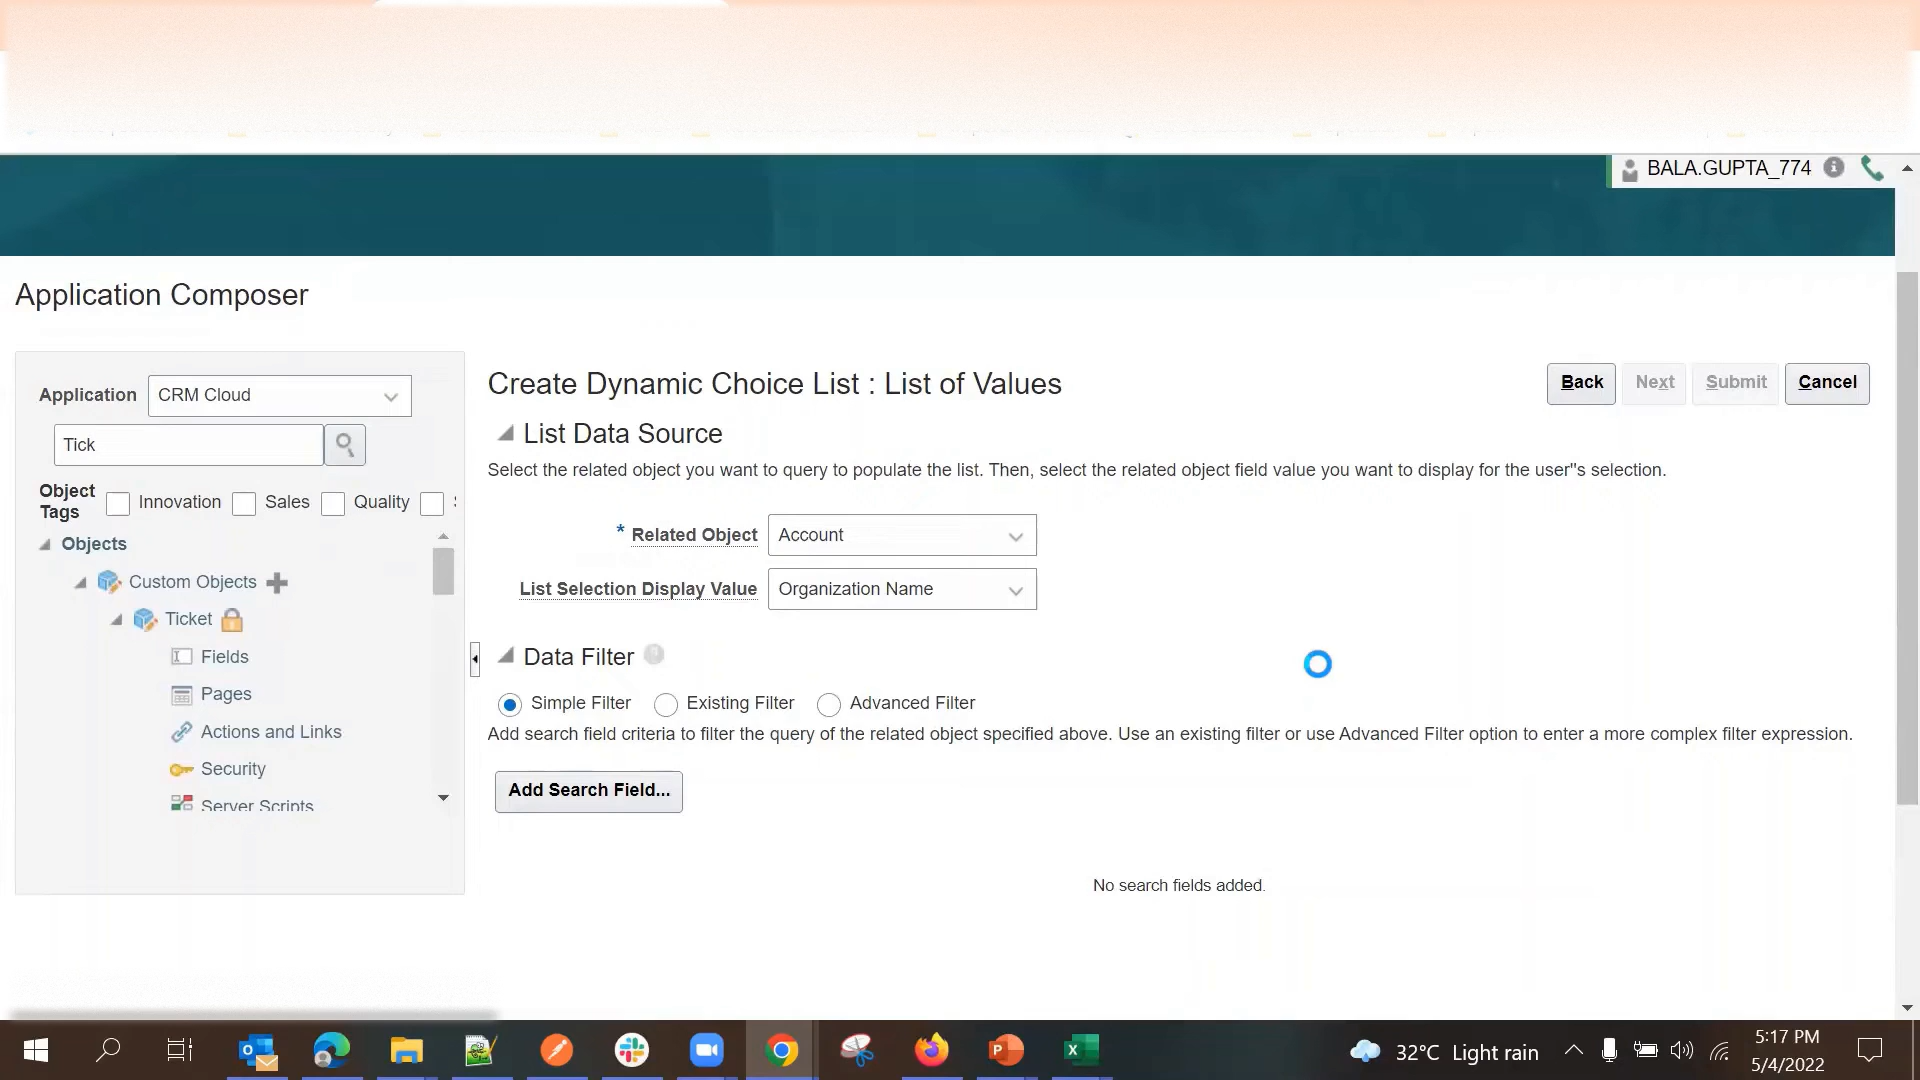 BALA.GUPTA_774
Application Composer
Application CRM Cloud
Tick
Object Tags Innovation Sales Quality
Objects
Custom Objects
Ticket
Fields
Pages
Actions and Links
Security
Server Scripts
Create Dynamic Choice List : List of Values
Back Next Submit Cancel
List Data Source
Select the related object you want to query to populate the list. Then, select the related object field value you want to display for the user"s selection.
* Related Object Account
List Selection Display Value Organization Name
Data Filter
Simple Filter Existing Filter Advanced Filter
Add search field criteria to filter the query of the related object specified above. Use an existing filter or use Advanced Filter option to enter a more complex filter expression.
Add Search Field...
No search fields added.
32°C Light rain
5:17 PM
5/4/2022